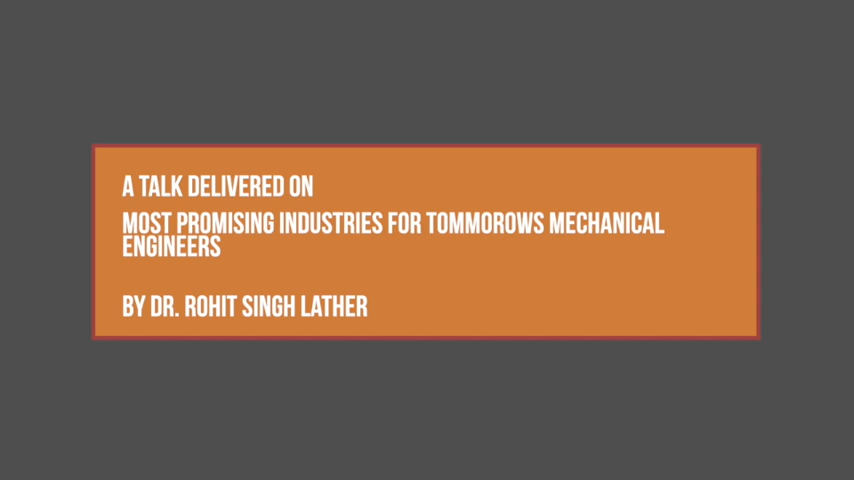 A TALK DELIVERED ON
MOST PROMISING INDUSTRIES FOR TOMMOROWS MECHANICAL
ENGINEERS
BY DR. ROHIT SINGH LATHER